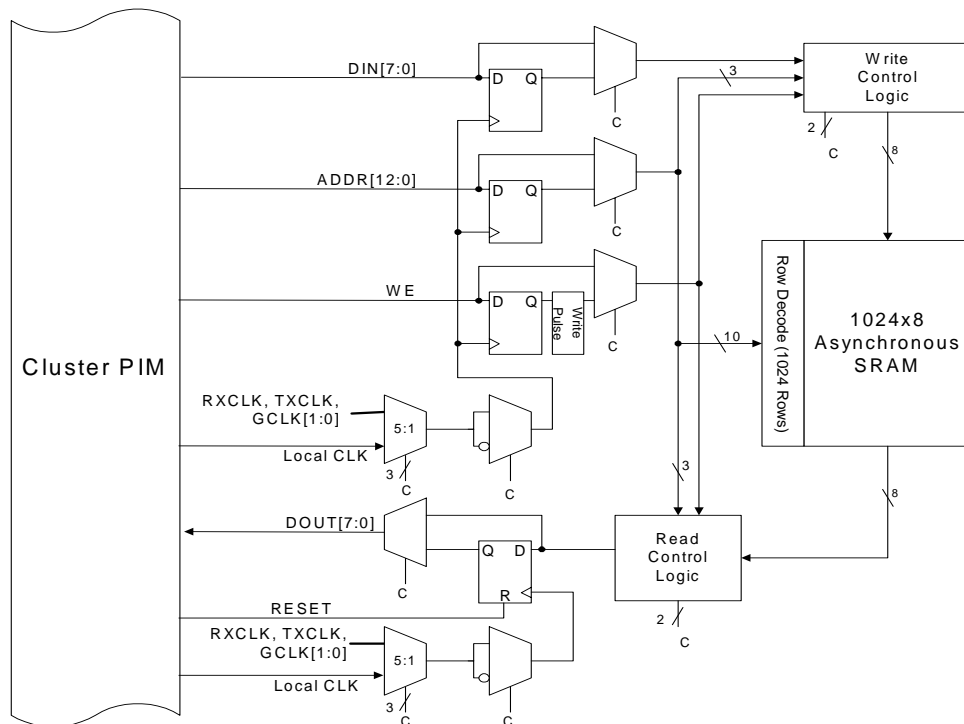 DIN[7:0]
D Q
C
3
Write
Control
Logic
2
C
8
ADDR[12:0]
D Q
C
WE
D Q
Write
Pulse
C
10
Row Decode (1024 Rows)
1024x8
Asynchronous
SRAM
Cluster PIM
RXCLK, TXCLK,
GCLK[1:0]
5:1
Local CLK
3
C
C
3
8
DOUT[7:0]
C
Q D
R
Read
Control
Logic
2
C
RESET
RXCLK, TXCLK,
GCLK[1:0]
5:1
Local CLK
3
C
C